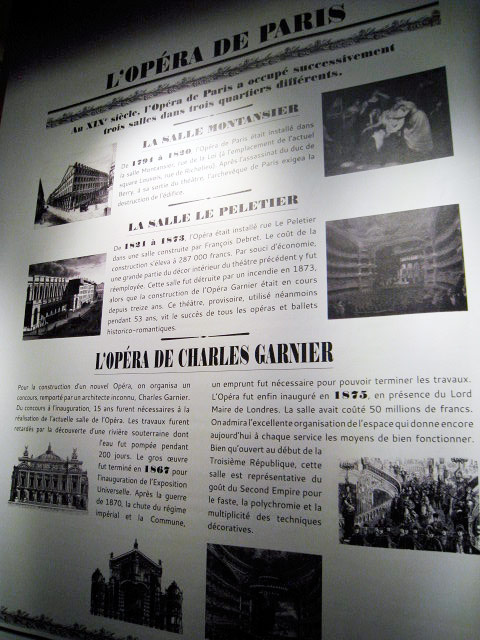 L'OPÉRA DE PARIS
Au XIXe siècle, l'Opéra de Paris a occupé successivement
trois salles dans trois quartiers différents.
LA SALLE MONTANSIER
De 1794 à 1820, l'Opéra de Paris était installé dans
la salle Montansier, rue de la Loi (à l'emplacement de l'actuel
square Louvois, rue de Richelieu). Après l'assassinat du duc de
Berry, à sa sortie du théâtre, l'archevêque de Paris exigea la
destruction de l'édifice.
LA SALLE LE PELETIER
De 1821 à 1873, l'Opéra était installé rue Le Peletier
dans une salle construite par François Debret. Le coût de la
construction s'éleva à 287 000 francs. Par souci d'économie,
une grande partie du décor intérieur du théâtre précédent y fut
réemployée. Cette salle fut détruite par un incendie en 1873,
alors que la construction de l'Opéra Garnier était en cours
depuis treize ans. Ce théâtre, provisoire, utilisé néanmoins
pendant 53 ans, vit le succès de tous les opéras et ballets
historico-romantiques.
L'OPÉRA DE CHARLES GARNIER
Pour la construction d'un nouvel Opéra, on organisa un
concours, remporté par un architecte inconnu, Charles Garnier.
Du concours à l'inauguration, 15 ans furent nécessaires à la
réalisation de l'actuelle salle de l'Opéra. Les travaux furent
retardés par la découverte d'une rivière souterraine dont
l'eau fut pompée pendant
200 jours. Le gros œuvre
fut terminé en 1867 pour
l'inauguration de l'Exposition
Universelle. Après la guerre
de 1870, la chute du régime
impérial et la Commune,
un emprunt fut nécessaire pour pouvoir terminer les travaux.
L'Opéra fut enfin inauguré en 1875, en présence du Lord
Maire de Londres. La salle avait coûté 50 millions de francs.
On admira l'excellente organisation de l'espace qui donne encore
aujourd'hui à chaque service les moyens de bien fonctionner.
Bien qu'ouvert au début de la
Troisième République, cette
salle est représentative du
goût du Second Empire pour
le faste, la polychromie et la
multiplicité des techniques
décoratives.